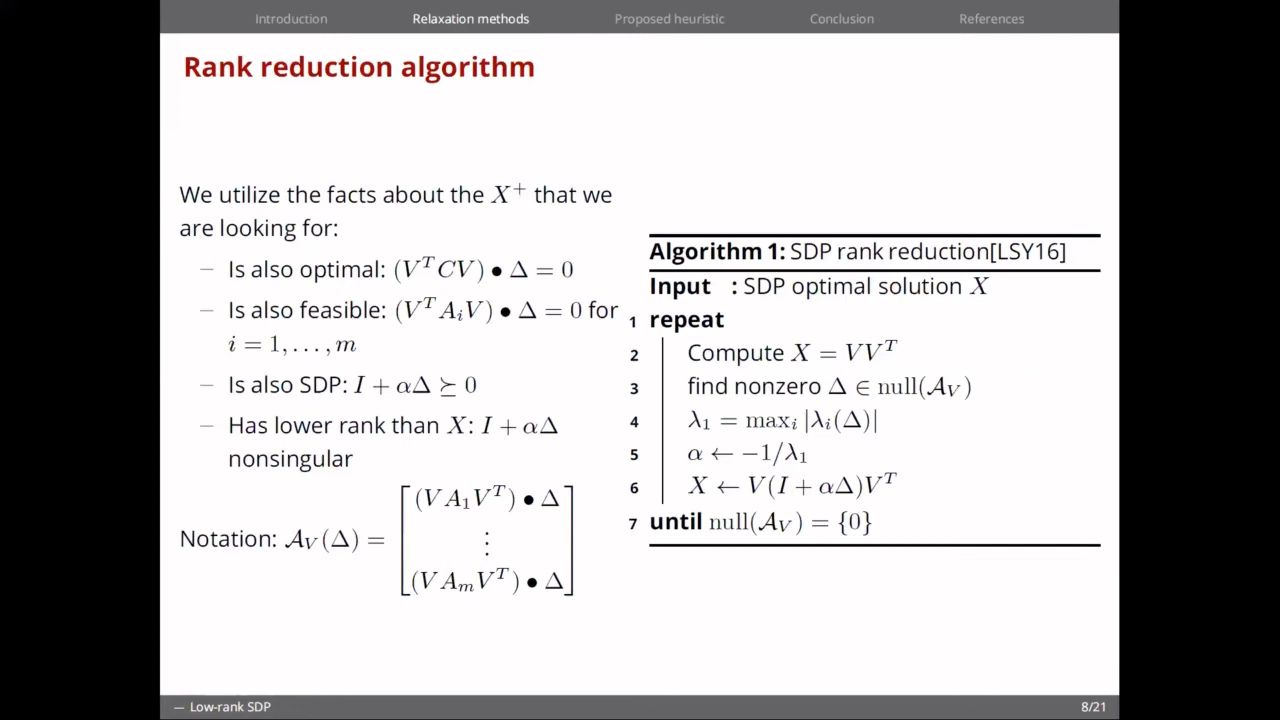 Introduction Relaxation methods Proposed heuristic Conclusion References
Rank reduction algorithm
We utilize the facts about the X⁺ that we
are looking for:
– Is also optimal: (VᵀCV) • Δ = 0
– Is also feasible: (VᵀAᵢV) • Δ = 0 for
i = 1, . . . , m
– Is also SDP: I + αΔ ⪰ 0
– Has lower rank than X: I + αΔ
nonsingular
Notation: 𝒜_V(Δ) = [(VA₁Vᵀ) • Δ
⋮
(VAₘVᵀ) • Δ]
Algorithm 1: SDP rank reduction[LSY16]
Input : SDP optimal solution X
1 repeat
2 Compute X = VVᵀ
3 find nonzero Δ ∈ null(𝒜_V)
4 λ₁ = maxᵢ |λᵢ(Δ)|
5 α ← −1/λ₁
6 X ← V(I + αΔ)Vᵀ
7 until null(𝒜_V) = {0}
— Low-rank SDP 8/21